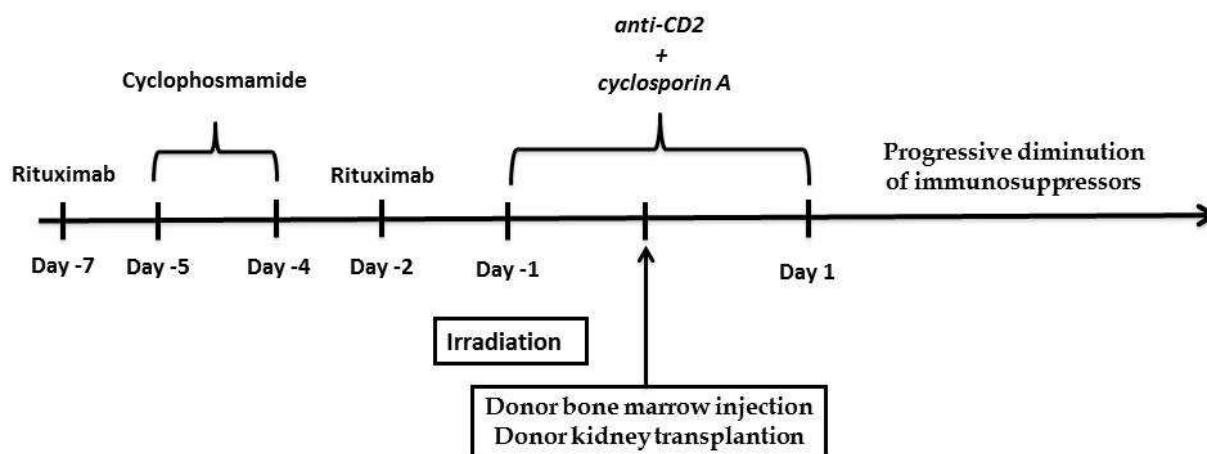 anti-CD2
+
cyclosporin A
Cyclophosmamide
Rituximab
Rituximab
Progressive diminution
of immunosuppressors
Day -7
Day -5
Day -4
Day -2
Day -1
Day 1
Irradiation
Donor bone marrow injection
Donor kidney transplantion